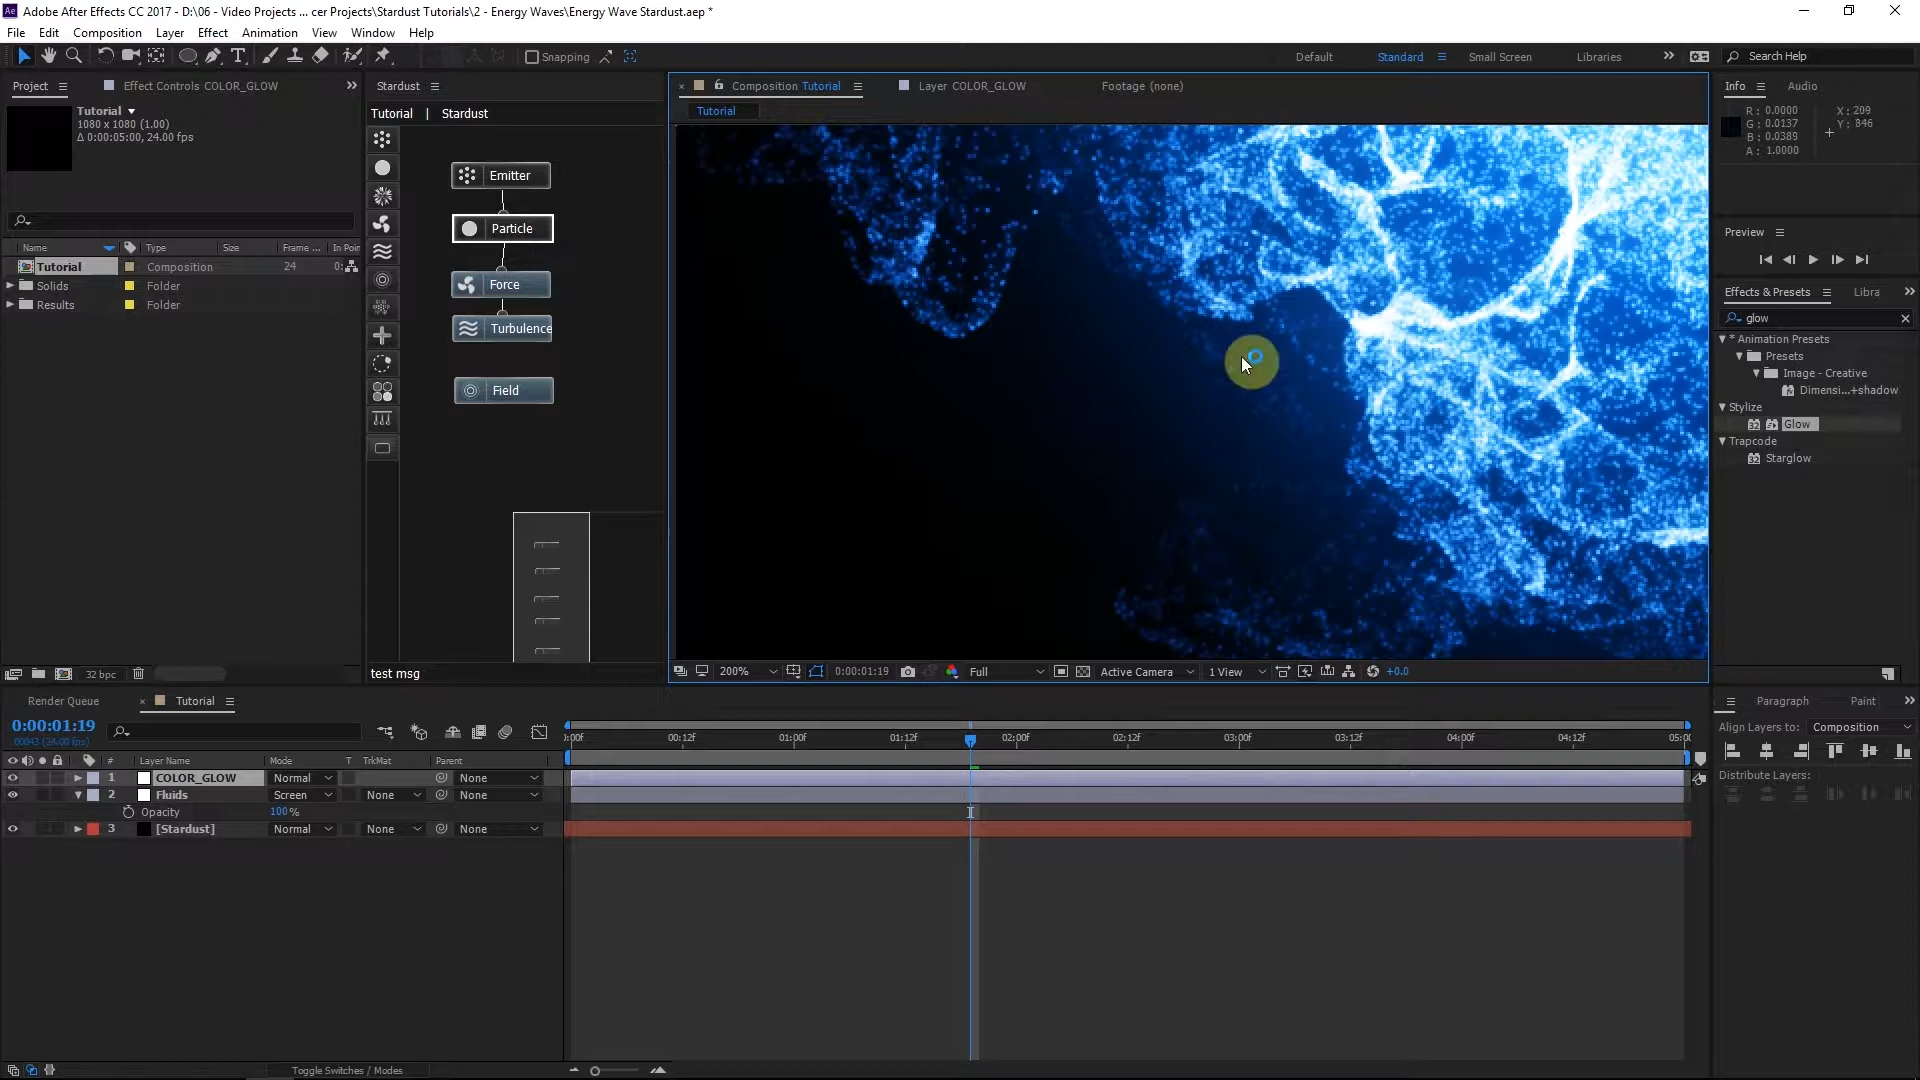 Adobe After Effects CC 2017 - D:\06 - Video Projects ... cer Projects\Stardust Tutorials\2 - Energy Waves\Energy Wave Stardust.aep *
File Edit Composition Layer Effect Animation View Window Help
Snapping Default Standard Small Screen Libraries Search Help
Project Effect Controls COLOR_GLOW Stardust Composition Tutorial Layer COLOR_GLOW Footage (none) Info Audio
Tutorial
1080 x 1080 (1.00)
Δ 0:00:05:00, 24.00 fps
Tutorial | Stardust
Tutorial
R : 0.0000 X : 209
G : 0.0137 Y : 846
B : 0.0389
A : 1.0000
Emitter
Particle
Force
Turbulence
Field
Name Type Size Frame ... In Poin
Tutorial Composition 24 0:
Solids Folder
Results Folder
Preview
Effects & Presets Libra
glow
* Animation Presets
Presets
Image - Creative
Dimensi...+shadow
Stylize
Glow
Trapcode
Starglow
32 bpc
test msg
200% 0:00:01:19 Full Active Camera 1 View +0.0
Render Queue Tutorial
Paragraph Paint
0:00:01:19
00043 (24.00 fps)
Align Layers to: Composition
Distribute Layers:
):00f 00:12f 01:00f 01:12f 02:00f 02:12f 03:00f 03:12f 04:00f 04:12f 05:00
# Layer Name Mode T TrkMat Parent
1 COLOR_GLOW Normal None
2 Fluids Screen None None
Opacity 100%
3 [Stardust] Normal None None
Toggle Switches / Modes